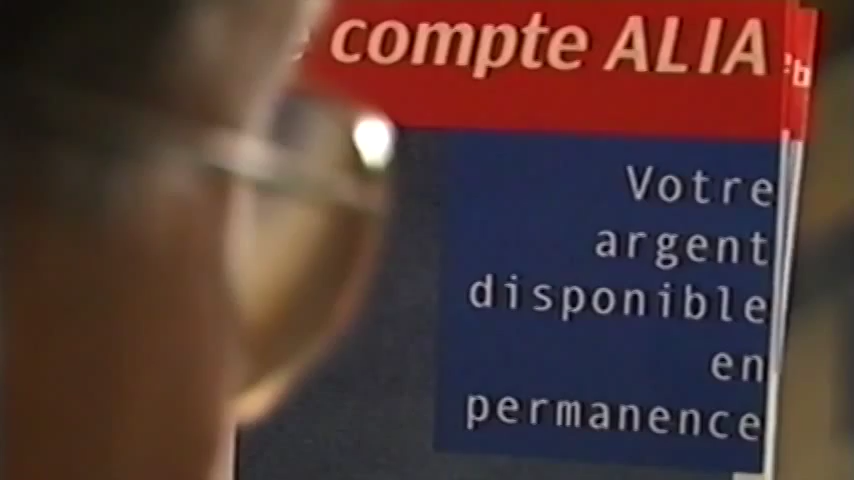 compte ALIA
Votre
argent
disponible
en
permanence